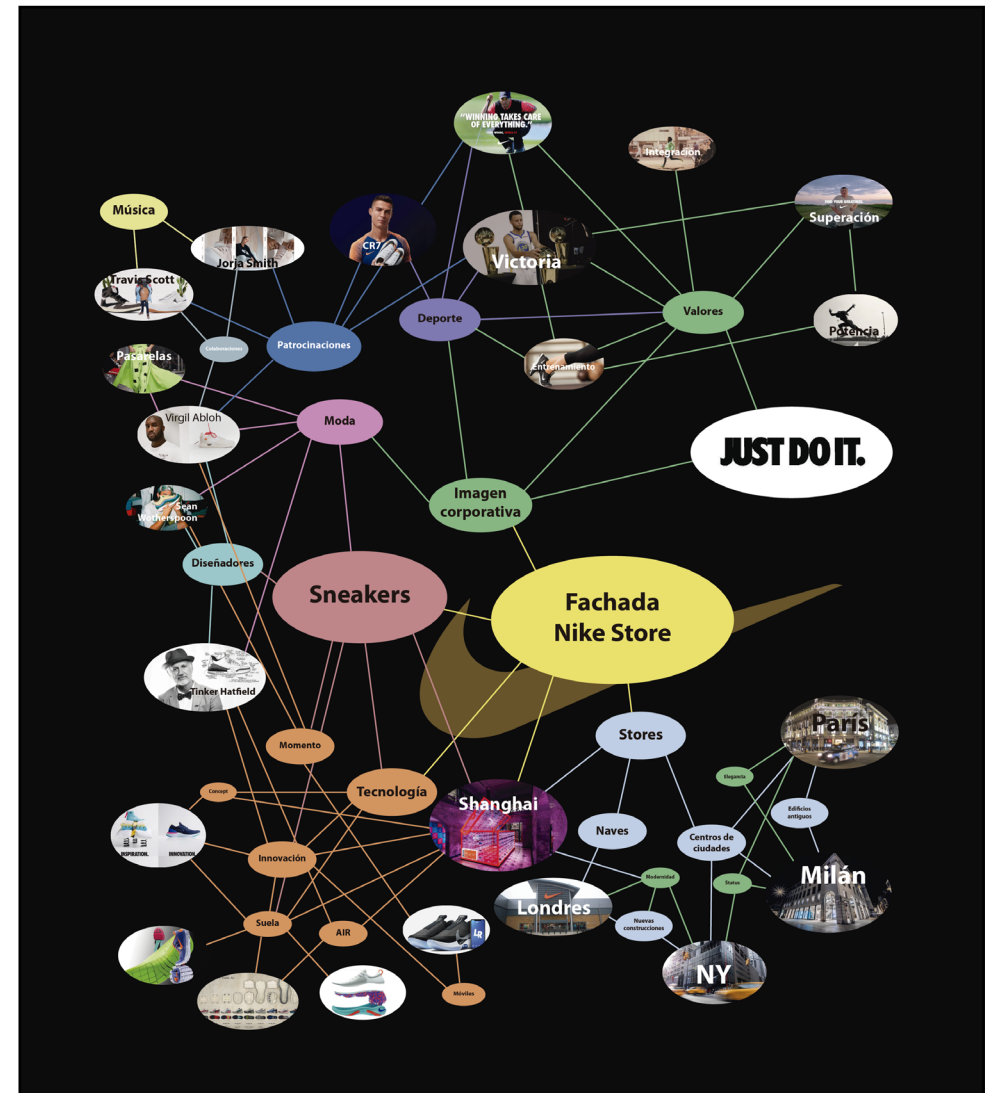 "WINNING TAKES CARE
OF EVERYTHING."
Integración
Superación
Música
Jorja Smith
CR7
Victoria
Travis Scott
Deporte
Valores
Potencia
Colaboraciones
Patrocinaciones
Pasarelas
Entrenamiento
Virgil Abloh
Moda
JUST DO IT.
Imagen
corporativa
Sean
Wotherspoon
Diseñadores
Sneakers
Fachada
Nike Store
Tinker Hatfield
Momento
Stores
París
Concept
Tecnología
Shanghai
Elegancia
Edificios
antiguos
Naves
Centros de
ciudades
INSPIRATION.
INNOVATION.
Innovación
Modernidad
Status
Milán
Londres
Suela
AIR
Nuevas
construcciones
NY
Móviles